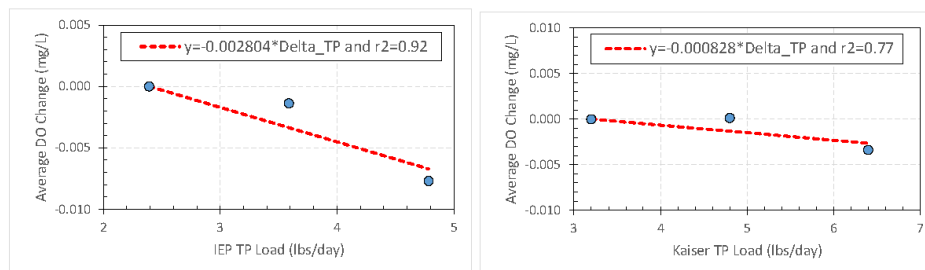 0.005
0.000
-0.005
-0.010
Average DO Change (mg/L)
y=-0.002804*Delta_TP and r2=0.92
2 3 4 5
IEP TP Load (lbs/day)
0.010
0.005
0.000
-0.005
-0.010
Average DO Change (mg/L)
y=-0.000828*Delta_TP and r2=0.77
3 4 5 6 7
Kaiser TP Load (lbs/day)